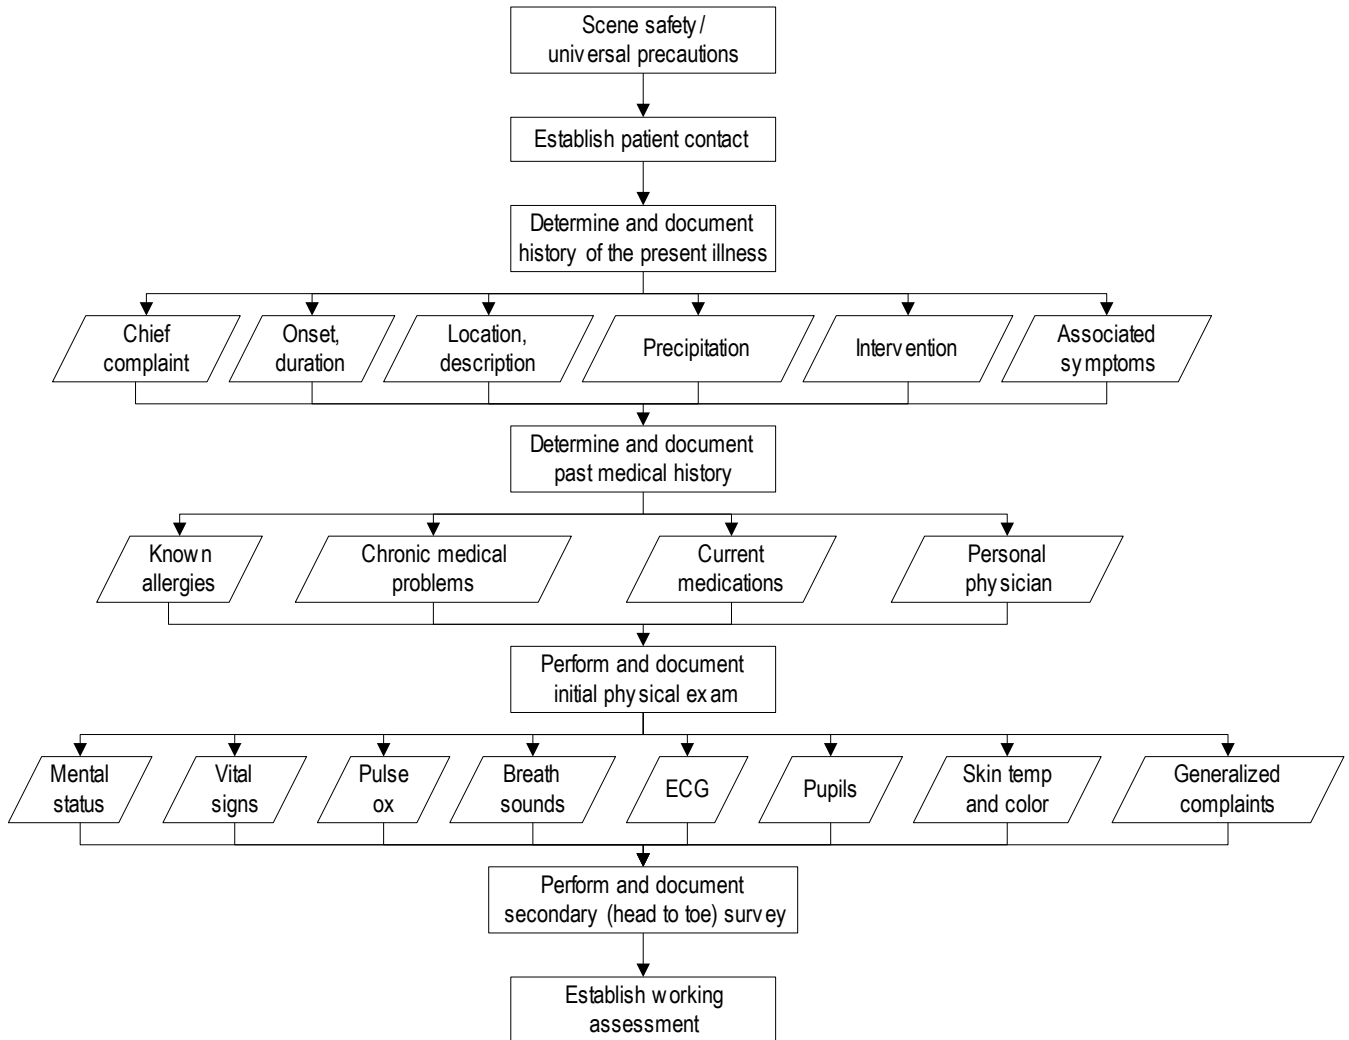 Scene safety/
universal precautions
Establish patient contact
Determine and document
history of the present illness
Chief
complaint
Onset,
duration
Location,
description
Precipitation
Intervention
Associated
symptoms
Determine and document
past medical history
Known
allergies
Chronic medical
problems
Current
medications
Personal
physician
Perform and document
initial physical exam
Mental
status
Vital
signs
Pulse
ox
Breath
sounds
ECG
Pupils
Skin temp
and color
Generalized
complaints
Perform and document
secondary (head to toe) survey
Establish working
assessment